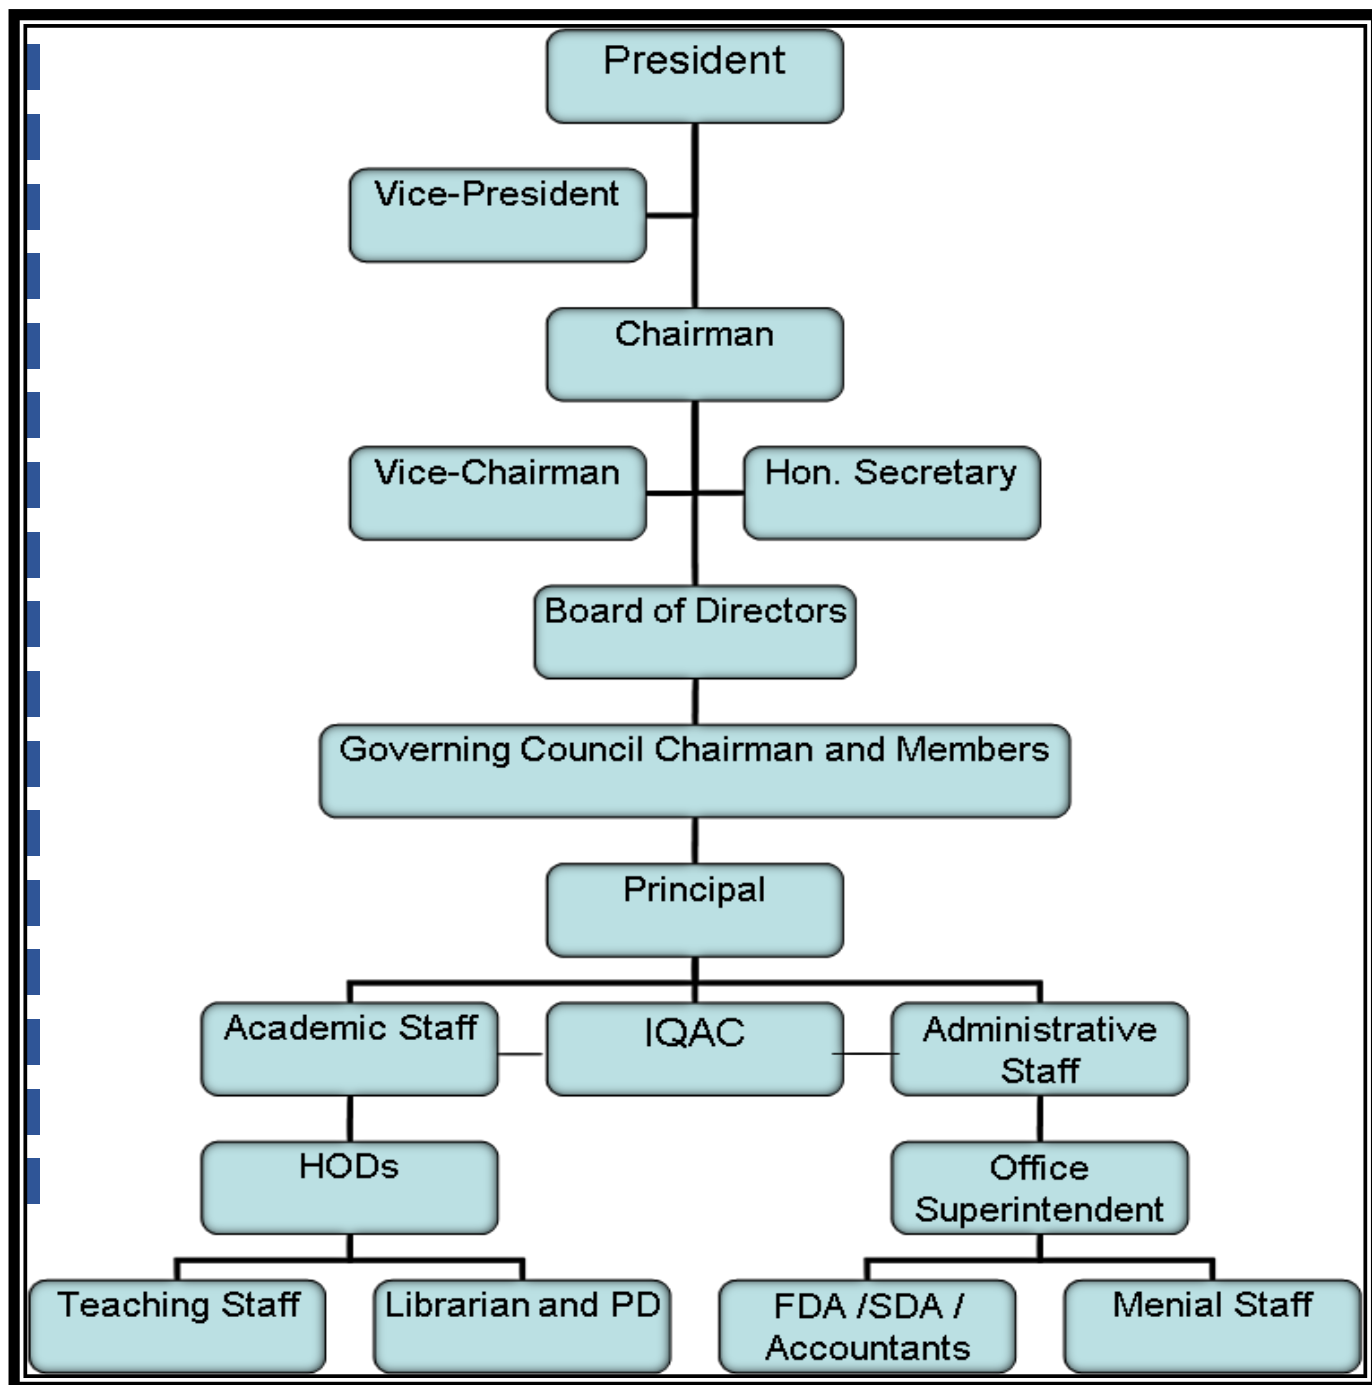 President
Vice-President
Chairman
Vice-Chairman
Hon. Secretary
Board of Directors
Governing Council Chairman and Members
Principal
Academic Staff
IQAC
Administrative
Staff
HODs
Office
Superintendent
Teaching Staff
Librarian and PD
FDA /SDA /
Accountants
Menial Staff